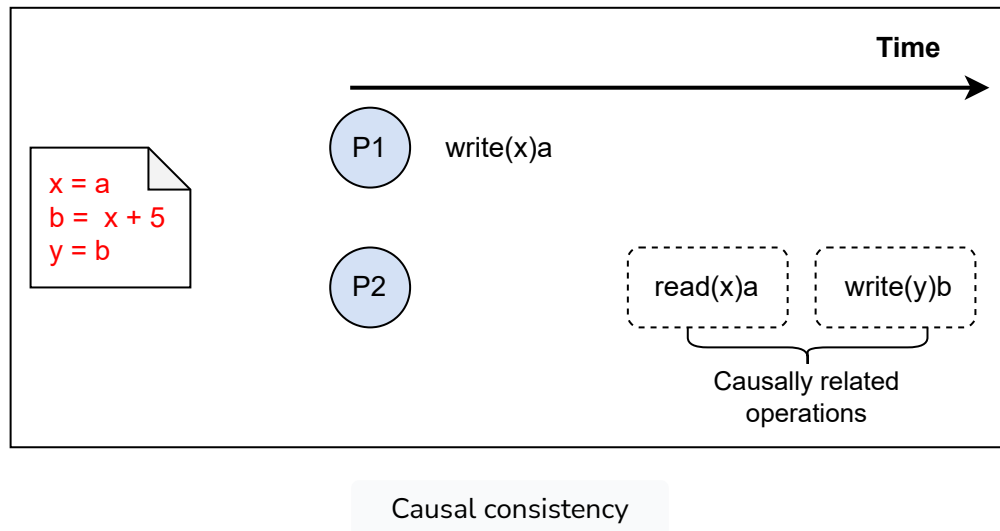 Time
P1
write(x)a
x = a
b = x + 5
y = b
P2
read(x)a
write(y)b
Causally related
operations
Causal consistency